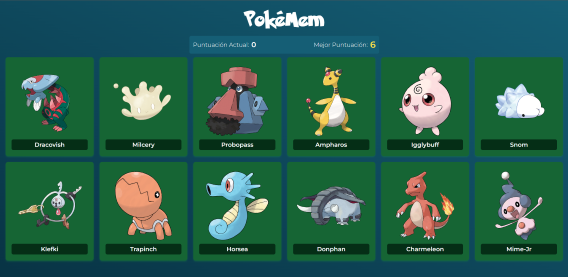 PokéMem
Puntuación Actual: 0 Mejor Puntuación: 6
Dracovish Milcery Probopass Ampharos Igglybuff Snom
Klefki Trapinch Horsea Donphan Charmeleon Mime-Jr